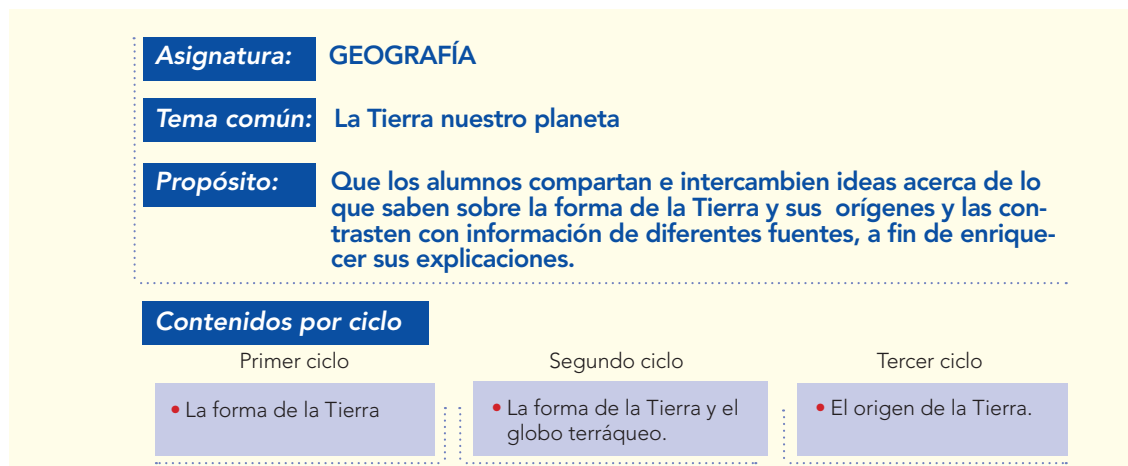 Asignatura: GEOGRAFÍA
Tema común: La Tierra nuestro planeta
Propósito: Que los alumnos compartan e intercambien ideas acerca de lo
que saben sobre la forma de la Tierra y sus orígenes y las con-
trasten con información de diferentes fuentes, a fin de enrique-
cer sus explicaciones.
Contenidos por ciclo
Primer ciclo
Segundo ciclo
Tercer ciclo
• La forma de la Tierra
• La forma de la Tierra y el
globo terráqueo.
• El origen de la Tierra.